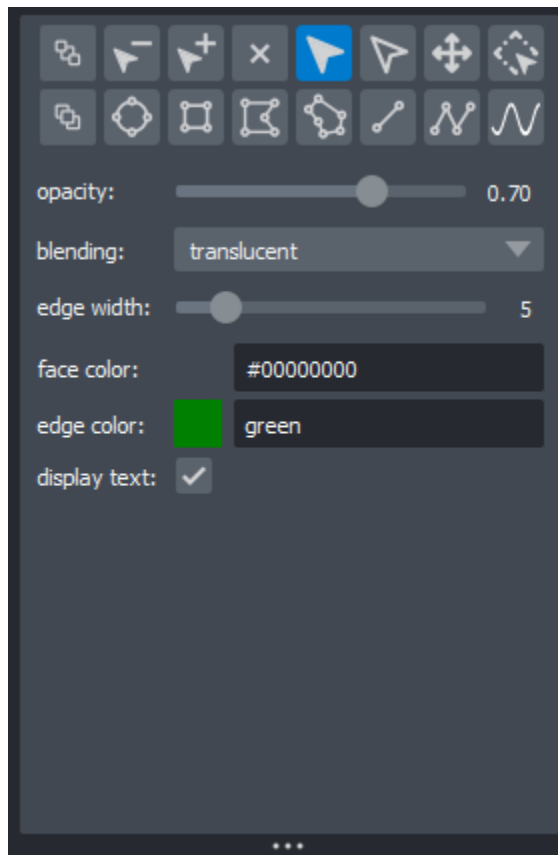 opacity: 0.70
blending: translucent
edge width: 5
face color: #00000000
edge color: green
display text: